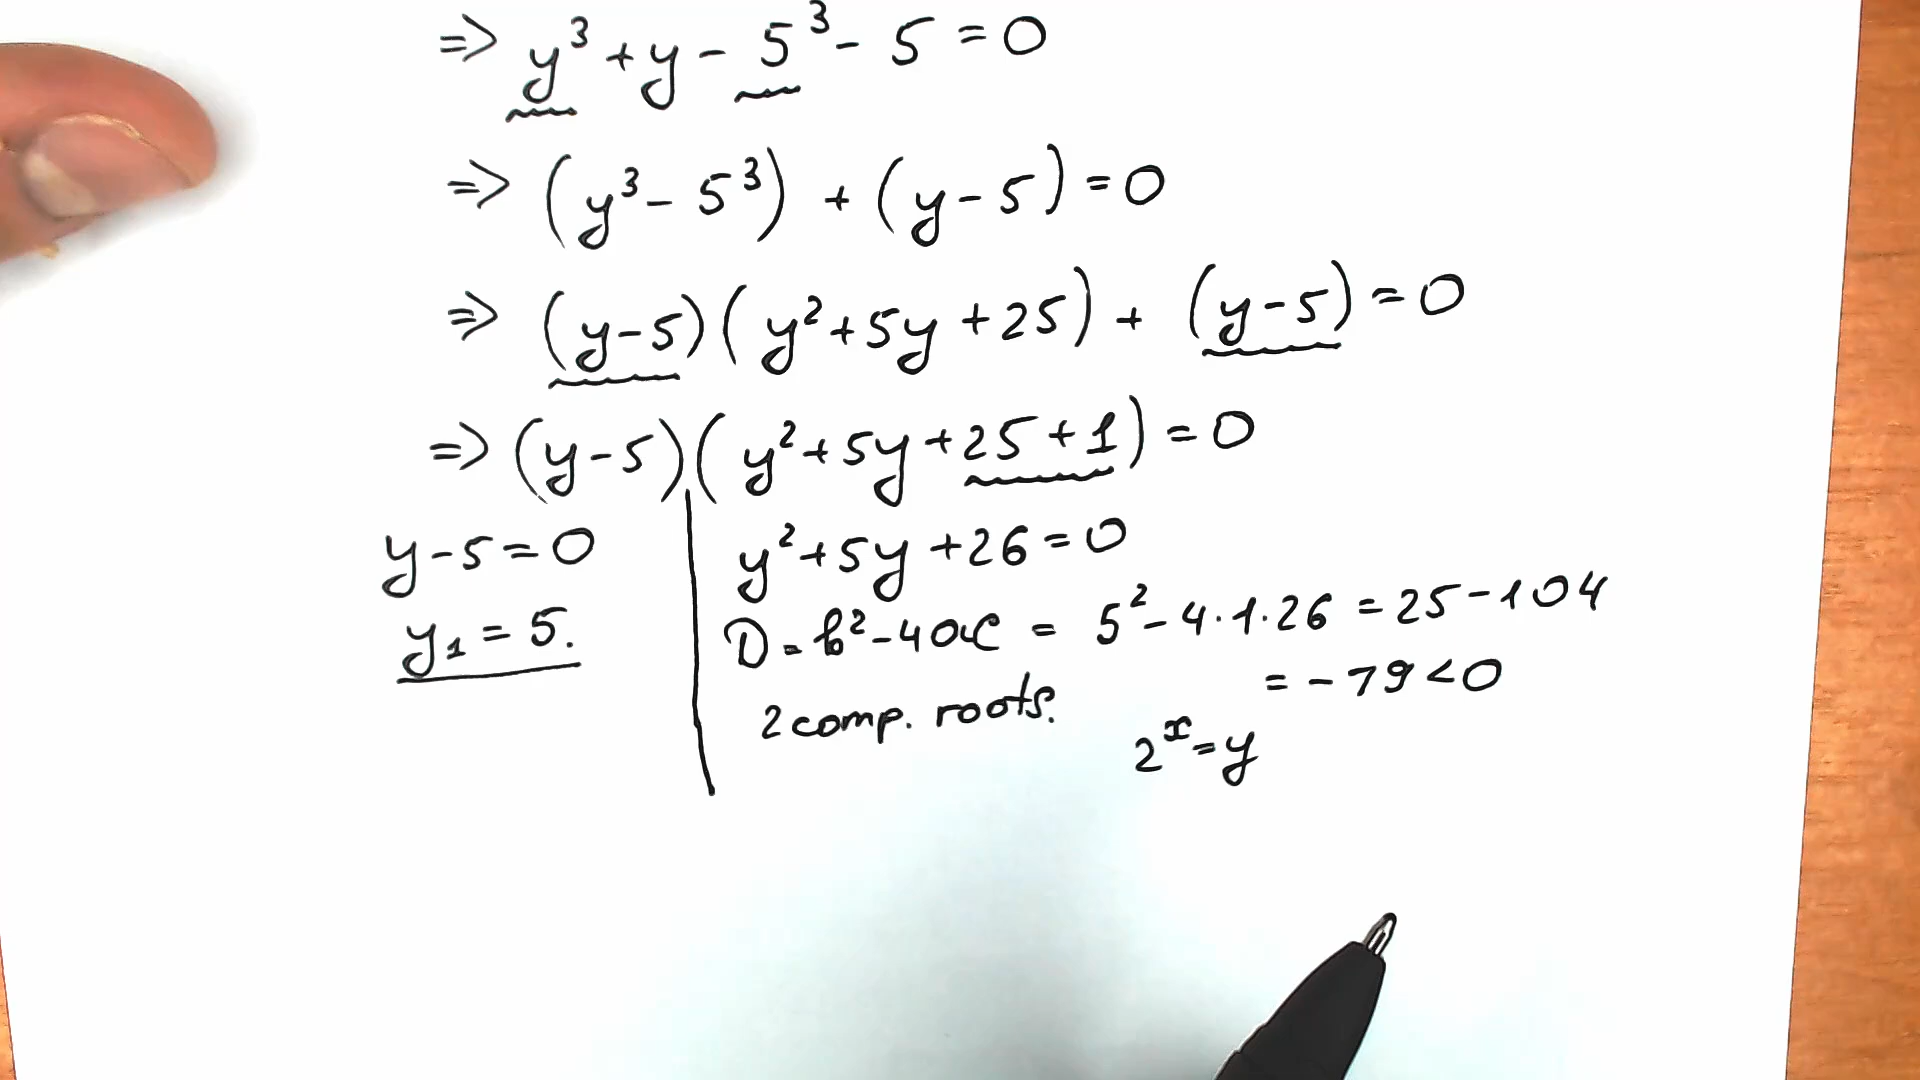 => y³ + y - 5³ - 5 = 0
=> (y³ - 5³) + (y - 5) = 0
=> (y - 5)(y² + 5y + 25) + (y - 5) = 0
=> (y - 5)(y² + 5y + 25 + 1) = 0
y - 5 = 0
y₁ = 5.
y² + 5y + 26 = 0
D = b² - 4ac = 5² - 4·1·26 = 25 - 104
= -79 < 0
2 comp. roots.
2ˣ = y